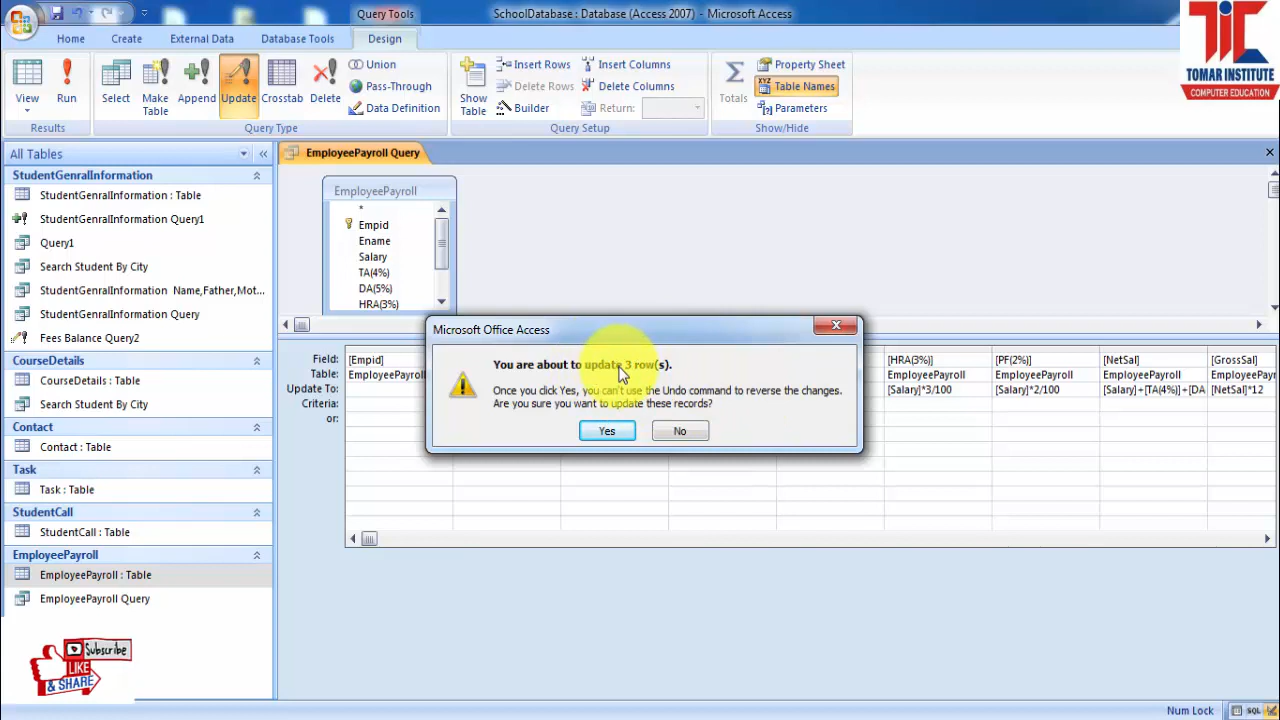 Query Tools
SchoolDatabase : Database (Access 2007) - Microsoft Access
Home
Create
External Data
Database Tools
Design
View
Run
Select
Make Table
Append
Update
Crosstab
Delete
Union
Pass-Through
Data Definition
Show Table
Insert Rows
Delete Rows
Builder
Insert Columns
Delete Columns
Return:
Totals
Property Sheet
Table Names
Parameters
Results
Query Type
Query Setup
Show/Hide
TOMAR INSTITUTE
COMPUTER EDUCATION
All Tables
StudentGenralInformation
StudentGenralInformation : Table
StudentGenralInformation Query1
Query1
Search Student By City
StudentGenralInformation Name,Father,Mot...
StudentGenralInformation Query
Fees Balance Query2
CourseDetails
CourseDetails : Table
Search Student By City
Contact
Contact : Table
Task
Task : Table
StudentCall
StudentCall : Table
EmployeePayroll
EmployeePayroll : Table
EmployeePayroll Query
Subscribe
LIKE
& SHARE
EmployeePayroll Query
EmployeePayroll
*
Empid
Ename
Salary
TA(4%)
DA(5%)
HRA(3%)
Microsoft Office Access
You are about to update 3 row(s).
Once you click Yes, you can't use the Undo command to reverse the changes.
Are you sure you want to update these records?
Yes
No
Field: [Empid] [HRA(3%)] [PF(2%)] [NetSal] [GrossSal]
Table: EmployeePayroll EmployeePayroll EmployeePayroll EmployeePayroll EmployeePayroll
Update To: [Salary]*3/100 [Salary]*2/100 [Salary]+[TA(4%)]+[DA [NetSal]*12
Criteria:
or:
Num Lock
SQL